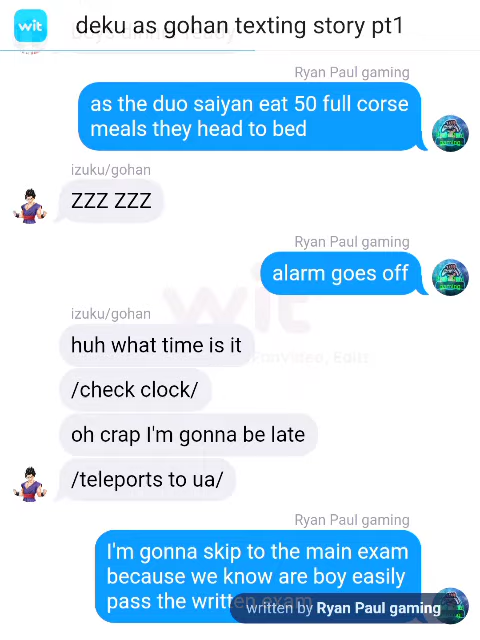 wit
deku as gohan texting story pt1
Ryan Paul gaming
as the duo saiyan eat 50 full corse
meals they head to bed
izuku/gohan
ZZZ ZZZ
Ryan Paul gaming
alarm goes off
izuku/gohan
wit
huh what time is it
/check clock/
oh crap I'm gonna be late
/teleports to ua/
Ryan Paul gaming
I'm gonna skip to the main exam
because we know are boy easily
pass the written exam
written by Ryan Paul gaming